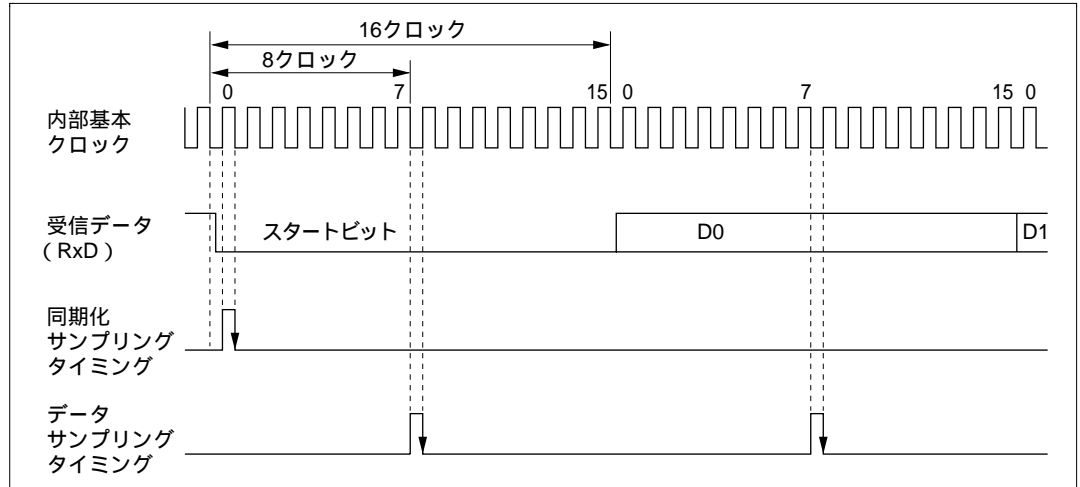 16クロック
8クロック
0 7 15 0 7 15 0
内部基本
クロック
受信データ
(RxD)
スタートビット D0 D1
同期化
サンプリング
タイミング
データ
サンプリング
タイミング